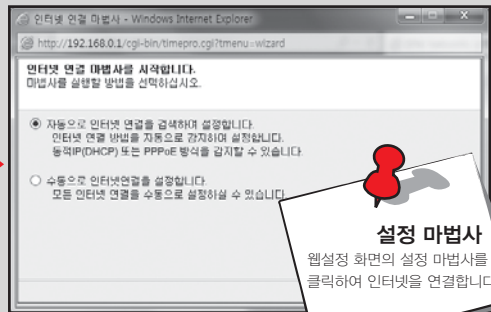 인터넷 연결 마법사 - Windows Internet Explorer
http://192.168.0.1/cgi-bin/timepro.cgi?tmenu=wizard
인터넷 연결 마법사를 시작합니다.
마법사를 실행할 방법을 선택하십시오.
자동으로 인터넷 연결을 검색하여 설정합니다.
인터넷 연결 방법을 자동으로 감지하여 설정합니다.
동적IP(DHCP) 또는 PPPoE 방식을 감지할 수 있습니다.
수동으로 인터넷연결을 설정합니다.
모든 인터넷 연결을 수동으로 설정하실 수 있습니다
설정 마법사
웹설정 화면의 설정 마법사를
클릭하여 인터넷을 연결합니다